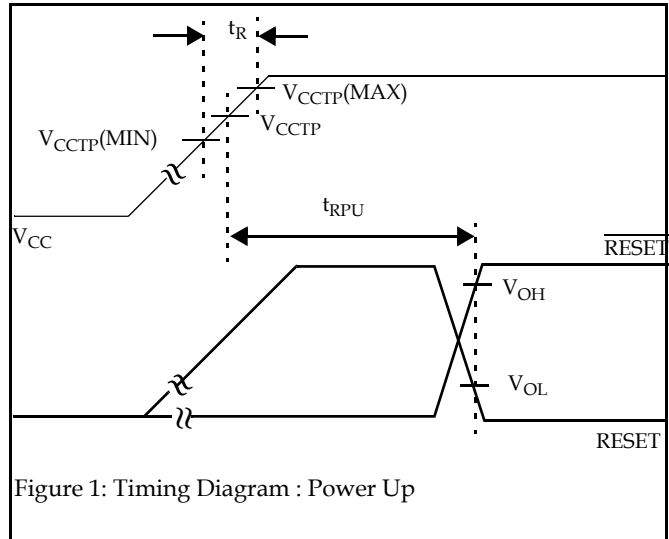 tR
VCCTP(MAX)
VCCTP
VCCTP(MIN)
tRPU
VCC
RESET
VOH
VOL
RESET
Figure 1: Timing Diagram : Power Up